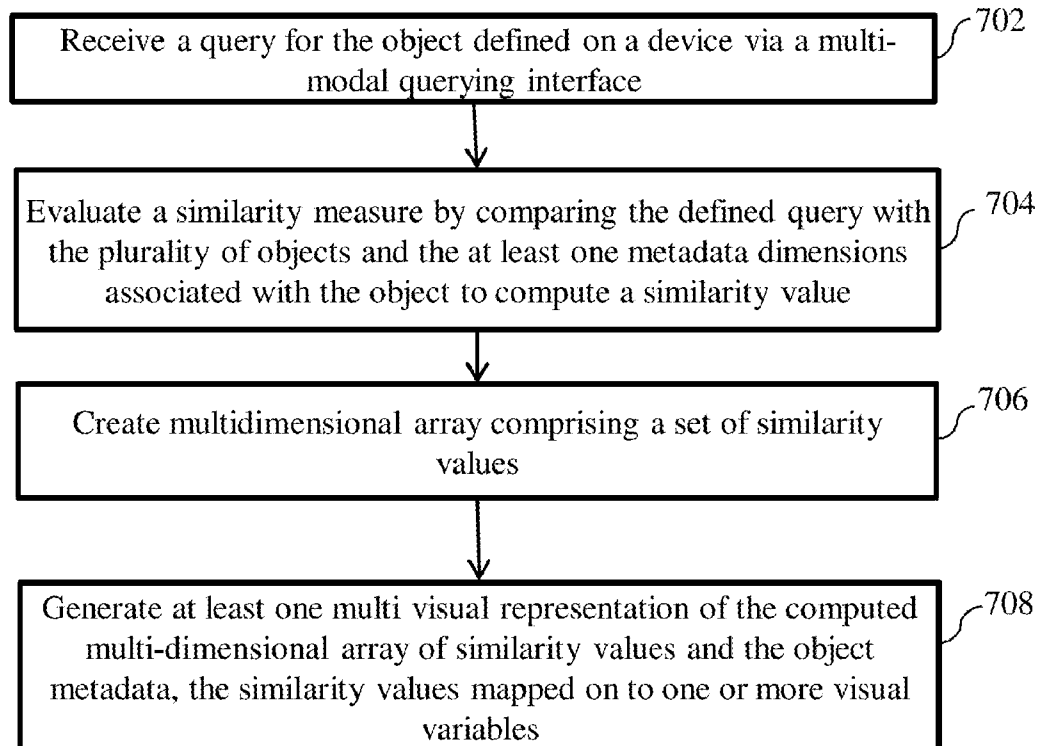 Receive a query for the object defined on a device via a multi-
modal querying interface
702
Evaluate a similarity measure by comparing the defined query with
the plurality of objects and the at least one metadata dimensions
associated with the object to compute a similarity value
704
Create multidimensional array comprising a set of similarity
values
706
Generate at least one multi visual representation of the computed
multi-dimensional array of similarity values and the object
metadata, the similarity values mapped on to one or more visual
variables
708